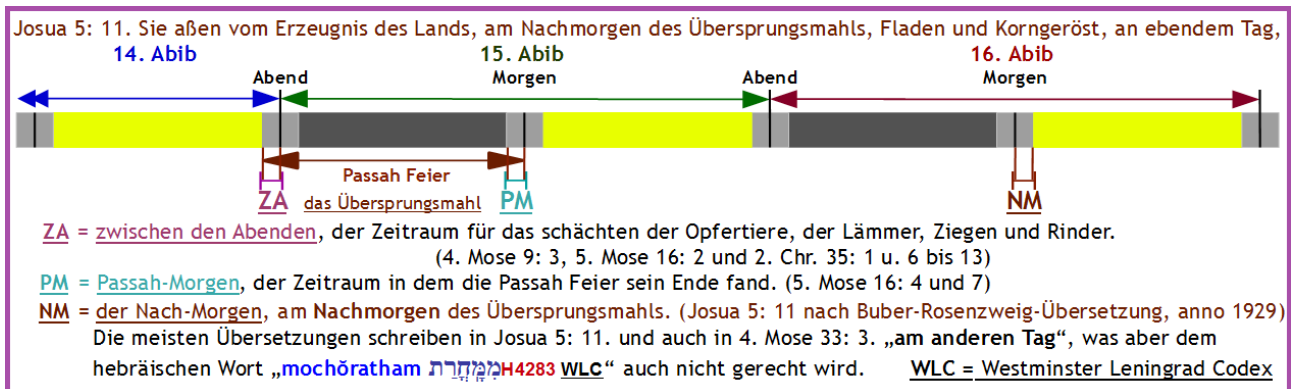 Josua 5: 11. Sie aßen vom Erzeugnis des Lands, am Nachmorgen des Übersprungsmahls, Fladen und Korngeröst, an ebendem Tag,
14. Abib 15. Abib 16. Abib
Abend Morgen Abend Morgen
Passah Feier
ZA das Übersprungsmahl PM NM
ZA = zwischen den Abenden, der Zeitraum für das schächten der Opfertiere, der Lämmer, Ziegen und Rinder.
(4. Mose 9: 3, 5. Mose 16: 2 und 2. Chr. 35: 1 u. 6 bis 13)
PM = Passah-Morgen, der Zeitraum in dem die Passah Feier sein Ende fand. (5. Mose 16: 4 und 7)
NM = der Nach-Morgen, am Nachmorgen des Übersprungsmahls. (Josua 5: 11 nach Buber-Rosenzweig-Übersetzung, anno 1929)
Die meisten Übersetzungen schreiben in Josua 5: 11. und auch in 4. Mose 33: 3. „am anderen Tag“, was aber dem
hebräischen Wort „mochŏratham מִֽמׇּחֳרַת H4283 WLC“ auch nicht gerecht wird. WLC = Westminster Leningrad Codex